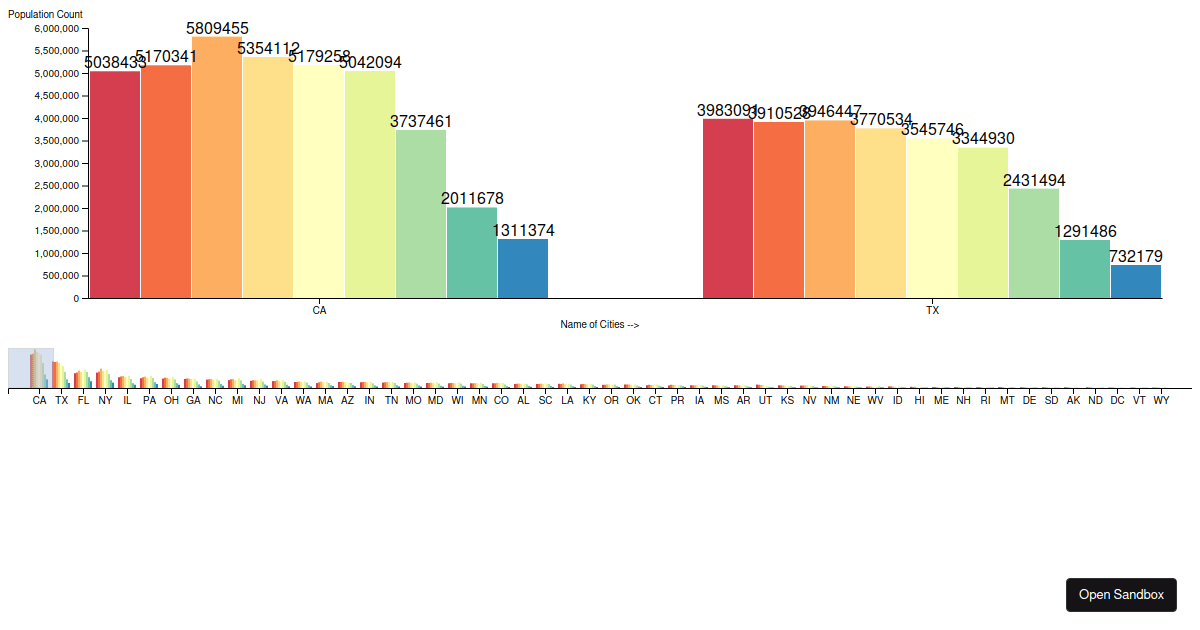 Population Count
6,000,000
5,500,000
5,000,000
4,500,000
4,000,000
3,500,000
3,000,000
2,500,000
2,000,000
1,500,000
1,000,000
500,000
0
5038433 5170341 5809455 5354112 5179258 5042094 3737461 2011678 1311374
3983091 3910528 3946447 3770534 3545746 3344930 2431494 1291486 732179
CA TX
Name of Cities -->
CA TX FL NY IL PA OH GA NC MI NJ VA WA MA AZ IN TN MO MD WI MN CO AL SC LA KY OR OK CT PR IA MS AR UT KS NV NM NE WV ID HI ME NH RI MT DE SD AK ND DC VT WY
Open Sandbox